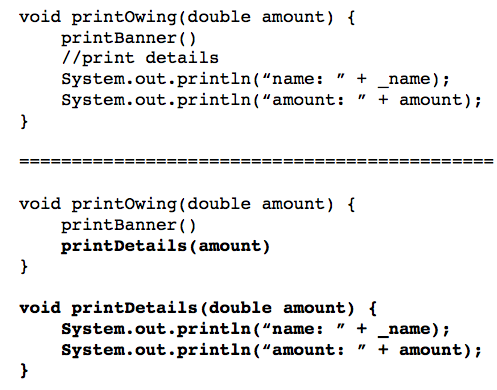 void printOwing(double amount) {
    printBanner()
    //print details
    System.out.println(“name: ” + _name);
    System.out.println(“amount: ” + amount);
}
=============================================
void printOwing(double amount) {
    printBanner()
    printDetails(amount)
}
void printDetails(double amount) {
    System.out.println(“name: ” + _name);
    System.out.println(“amount: ” + amount);
}